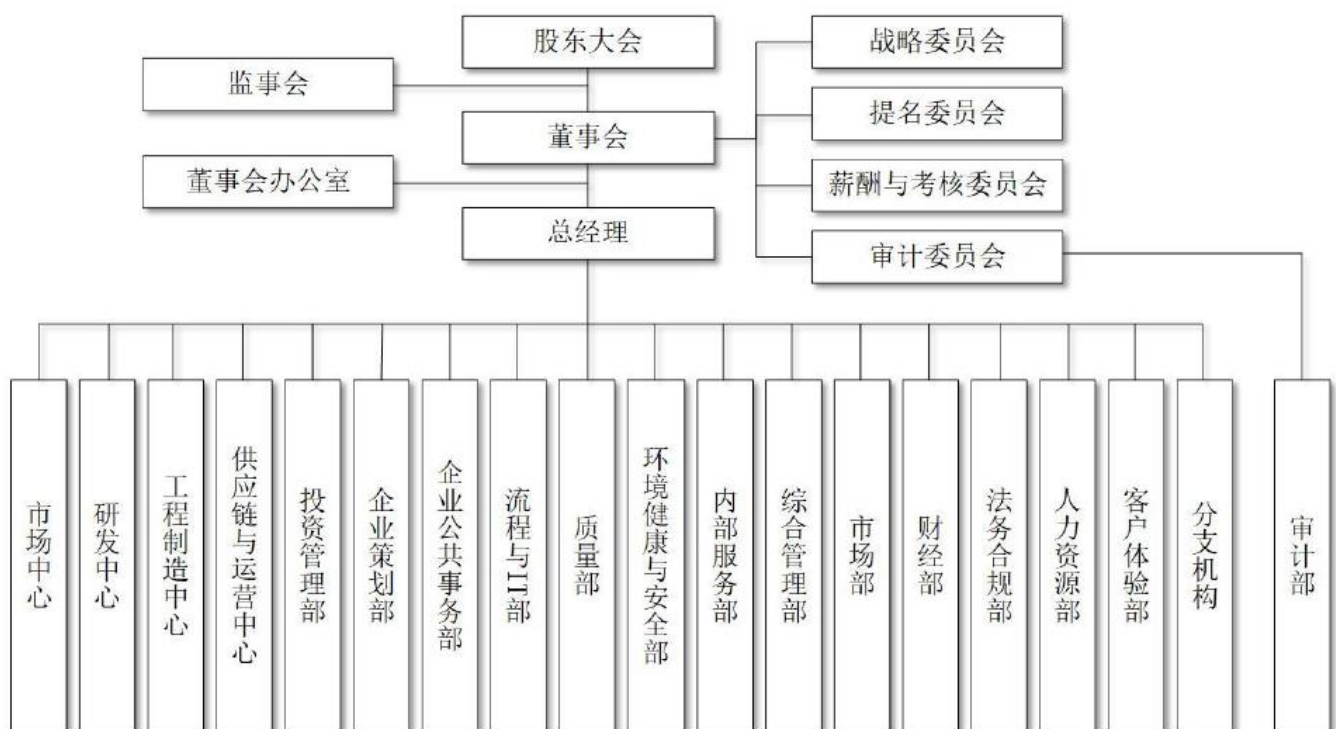 股东大会
战略委员会
监事会
提名委员会
董事会
董事会办公室
薪酬与考核委员会
总经理
审计委员会
市场中心
研发中心
工程制造中心
供应链与运营中心
投资管理部
企业策划部
企业公共事务部
流程与IT部
质量部
环境健康与安全部
内部服务部
综合管理部
市场部
财经部
法务合规部
人力资源部
客户体验部
分支机构
审计部